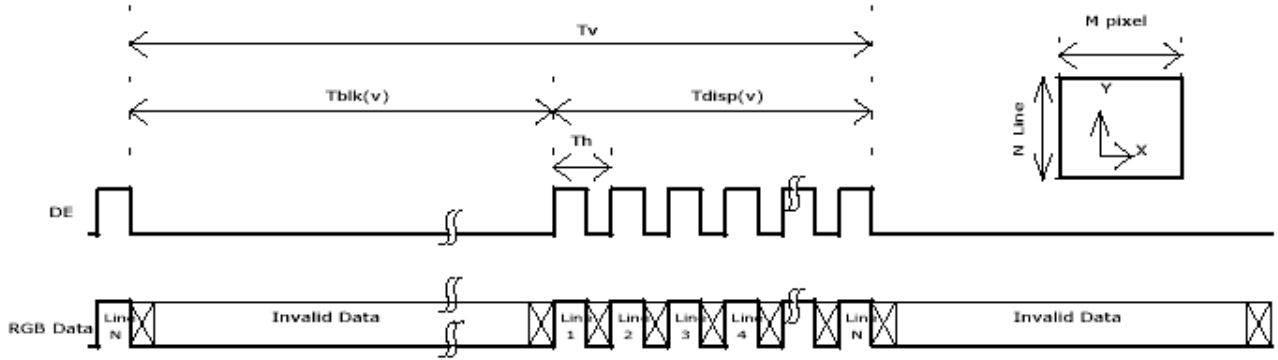 Tv
M pixel
Tblk(v)
Tdisp(v)
Th
N Line
Y
X
DE
RGB Data
Line N
Invalid Data
Line 1
Line 2
Line 3
Line 4
Line N
Invalid Data